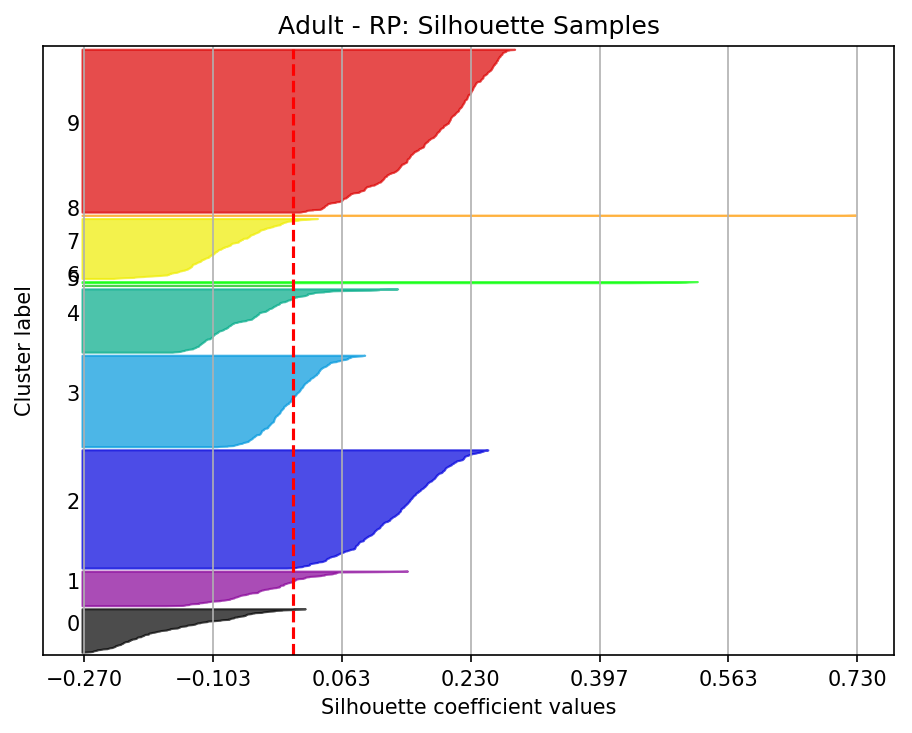 Adult - RP: Silhouette Samples
Cluster label
9
8
7
6
5
4
3
2
1
0
−0.270 −0.103 0.063 0.230 0.397 0.563 0.730
Silhouette coefficient values